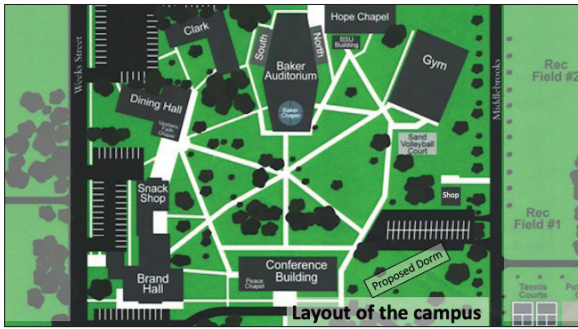 Hope Chapel
Clark
BSU
Building
South
North
Gym
Rec
Field #2
Weeks Street
Baker
Auditorium
Middlebrooks
Dining Hall
Baker
Chapel
Chapel
Sand
Volleyball
Court
Snack
Shop
Shop
Rec
Field #1
Proposed Dorm
Conference
Building
Brand
Hall
Peace
Chapel
Tennis
Courts
Layout of the campus